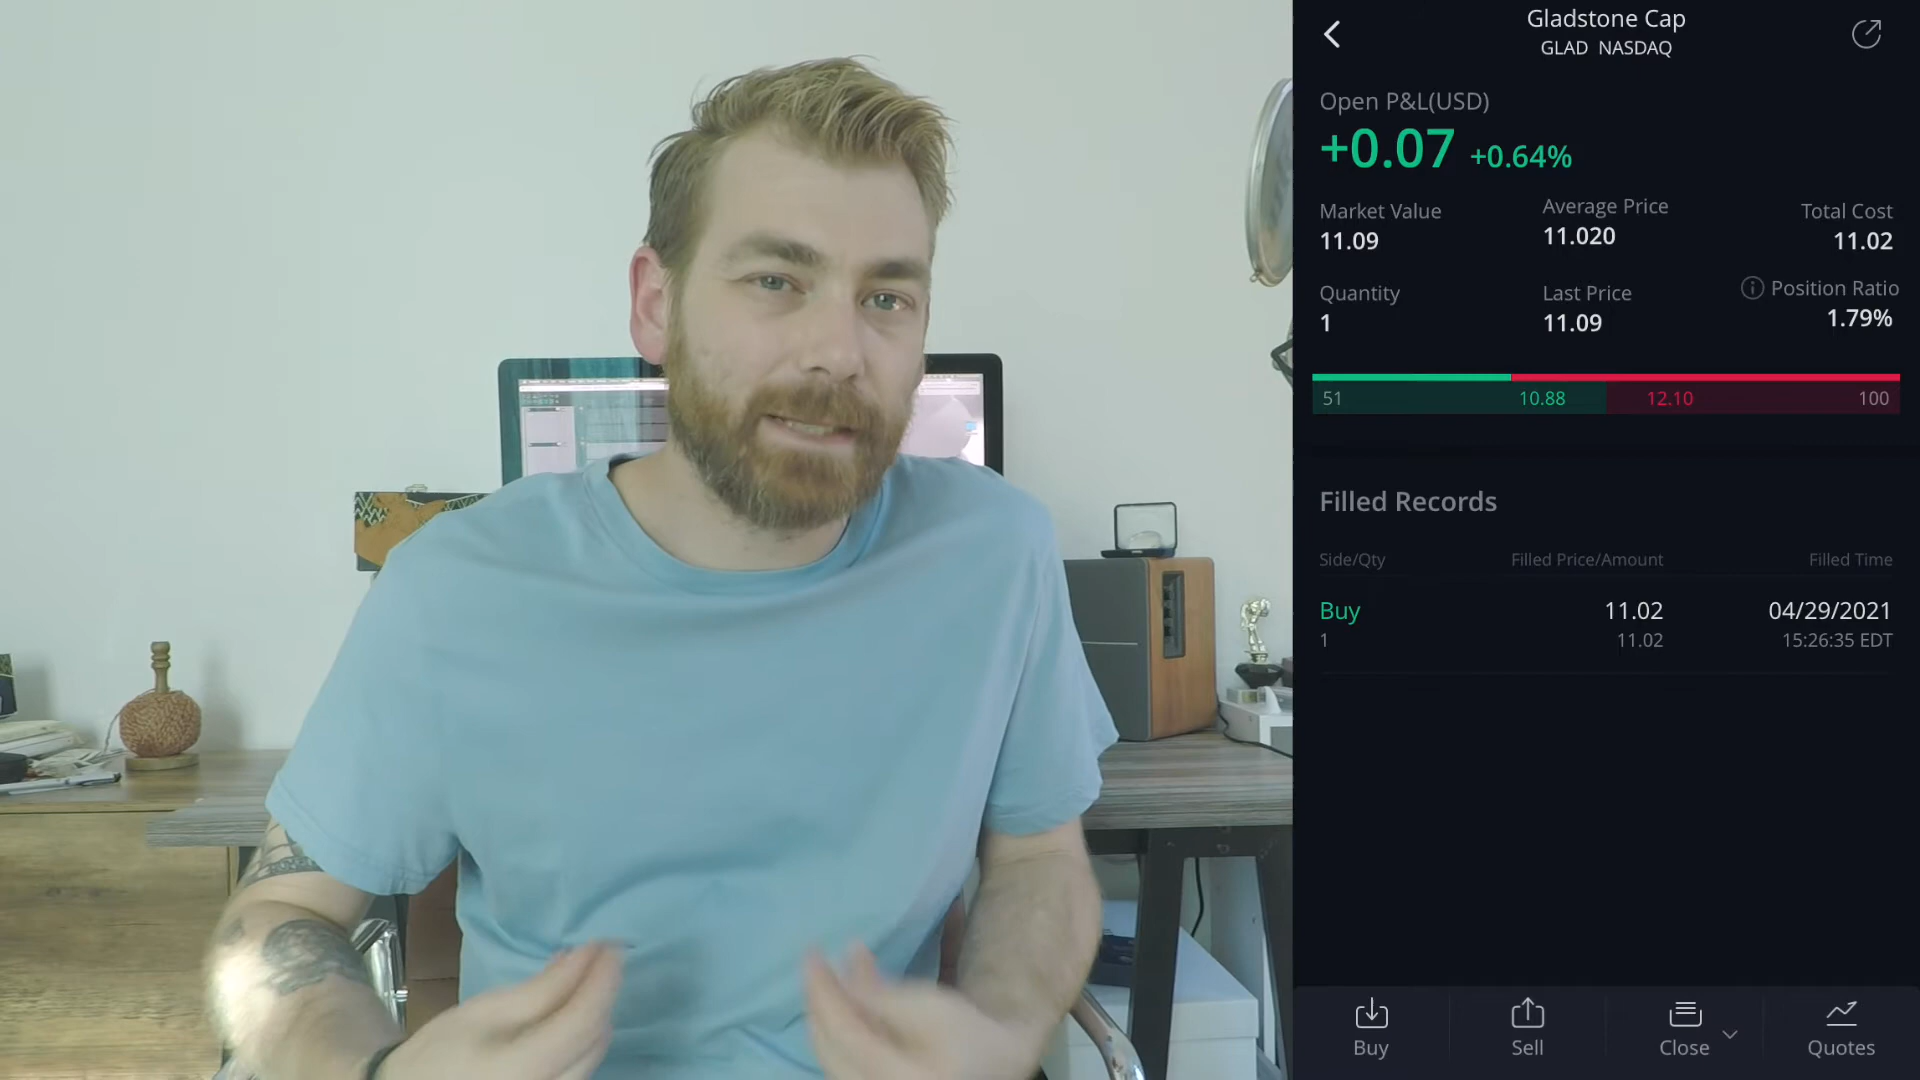 Gladstone Cap
GLAD NASDAQ
Open P&L(USD)
+0.07 +0.64%
Market Value Average Price Total Cost
11.09 11.020 11.02
Quantity Last Price Position Ratio
1 11.09 1.79%
51 10.88 12.10 100
Filled Records
Side/Qty Filled Price/Amount Filled Time
Buy 11.02 04/29/2021
1 11.02 15:26:35 EDT
Buy Sell Close Quotes